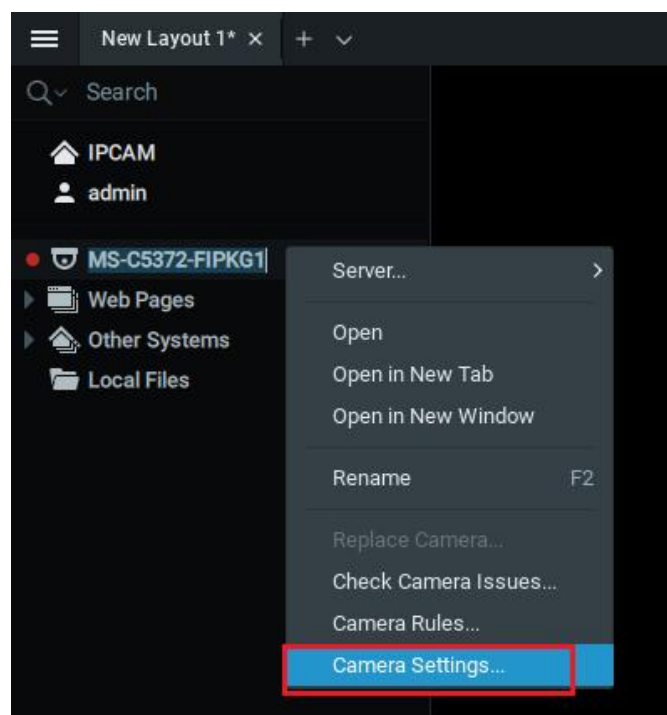 New Layout 1*
Search
IPCAM
admin
MS-C5372-FIPKG1
Web Pages
Other Systems
Local Files
Server...
Open
Open in New Tab
Open in New Window
Rename F2
Replace Camera...
Check Camera Issues...
Camera Rules...
Camera Settings...